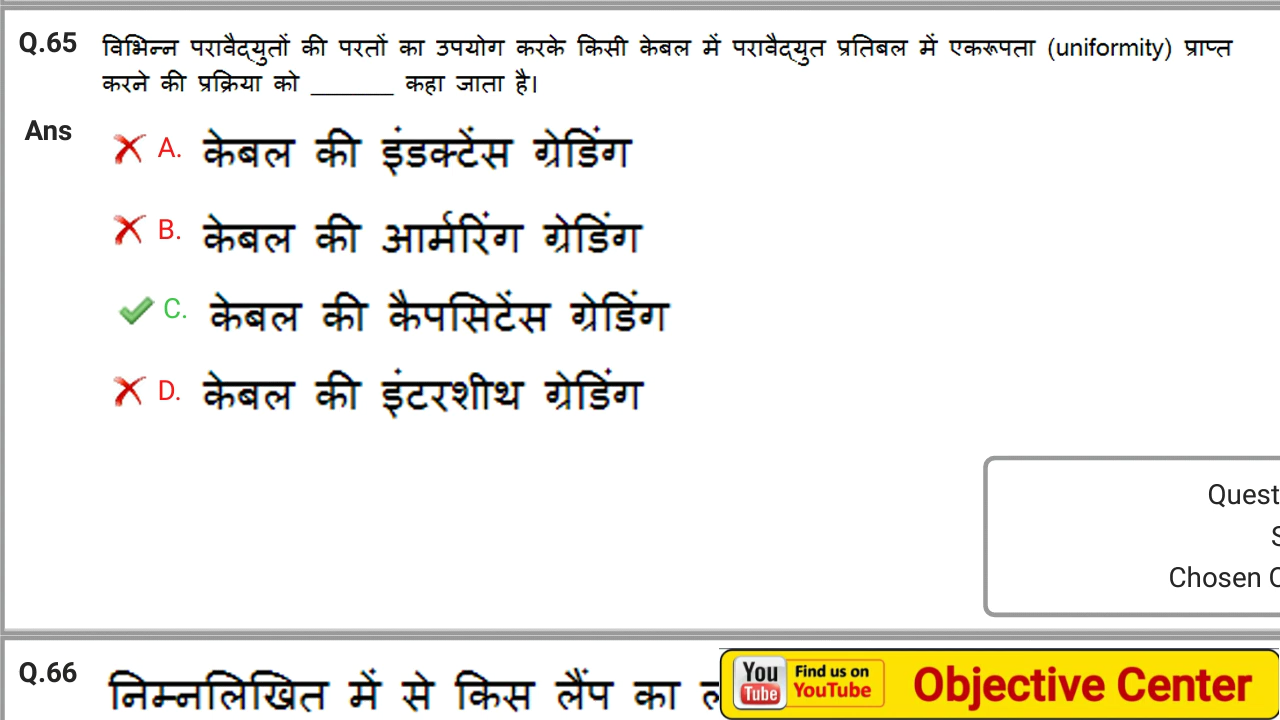 Q.65 विभिन्न परावैद्युतों की परतों का उपयोग करके किसी केबल में परावैद्युत प्रतिबल में एकरूपता (uniformity) प्राप्त
करने की प्रक्रिया को _______ कहा जाता है।
Ans
A. केबल की इंडक्टेंस ग्रेडिंग
B. केबल की आर्मरिंग ग्रेडिंग
C. केबल की कैपसिटेंस ग्रेडिंग
D. केबल की इंटरशीथ ग्रेडिंग
Quest
S
Chosen
Q.66 निम्नलिखित में से किस लैंप का
You Tube Find us on YouTube Objective Center